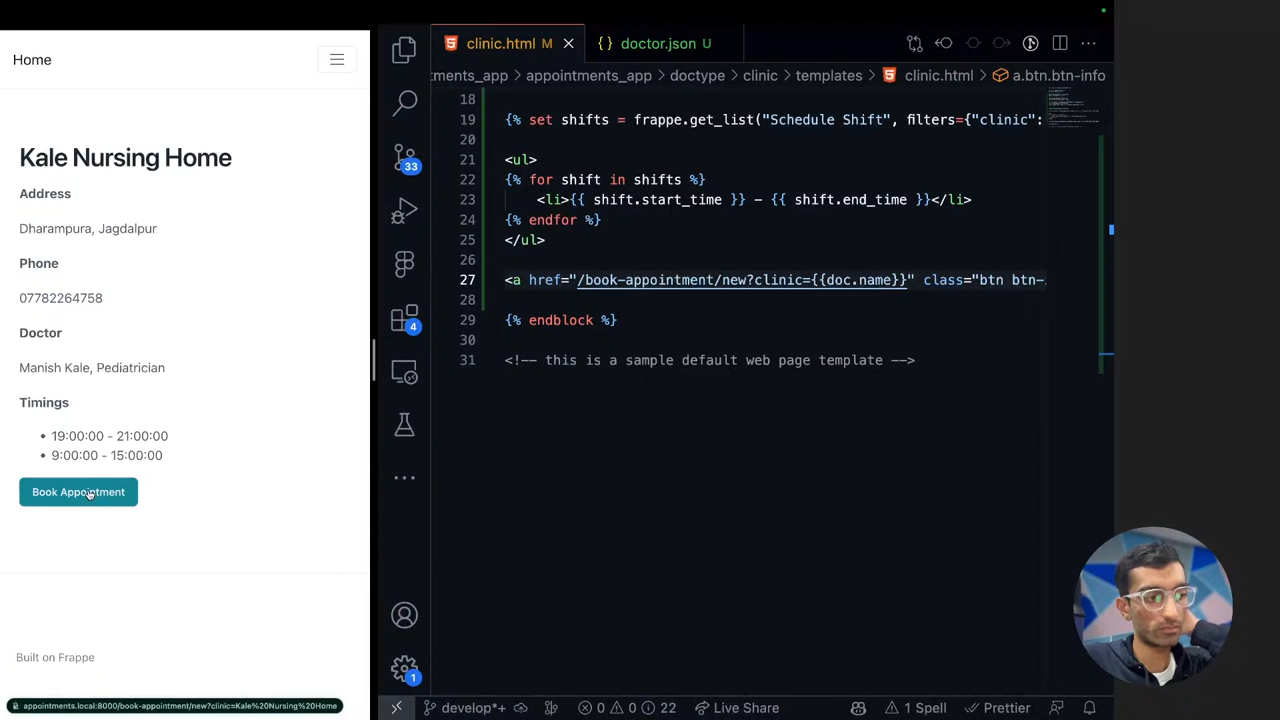 Home
Kale Nursing Home
Address
Dharampura, Jagdalpur
Phone
07782264758
Doctor
Manish Kale, Pediatrician
Timings
• 19:00:00 - 21:00:00
• 9:00:00 - 15:00:00
Book Appointment
Built on Frappe
appointments.local:8000/book-appointment/new?clinic=Kale%20Nursing%20Home
clinic.html M
{} doctor.json U
tments_app > appointments_app > doctype > clinic > templates > clinic.html > a.btn.btn-info
33
4
1
18
19 {% set shifts = frappe.get_list("Schedule Shift", filters={"clinic":
20
21 <ul>
22 {% for shift in shifts %}
23 <li>{{ shift.start_time }} - {{ shift.end_time }}</li>
24 {% endfor %}
25 </ul>
26
27 <a href="/book-appointment/new?clinic={{doc.name}}" class="btn btn-
28
29 {% endblock %}
30
31 <!-- this is a sample default web page template -->
develop*+ 0 0 22 Live Share 1 Spell Prettier